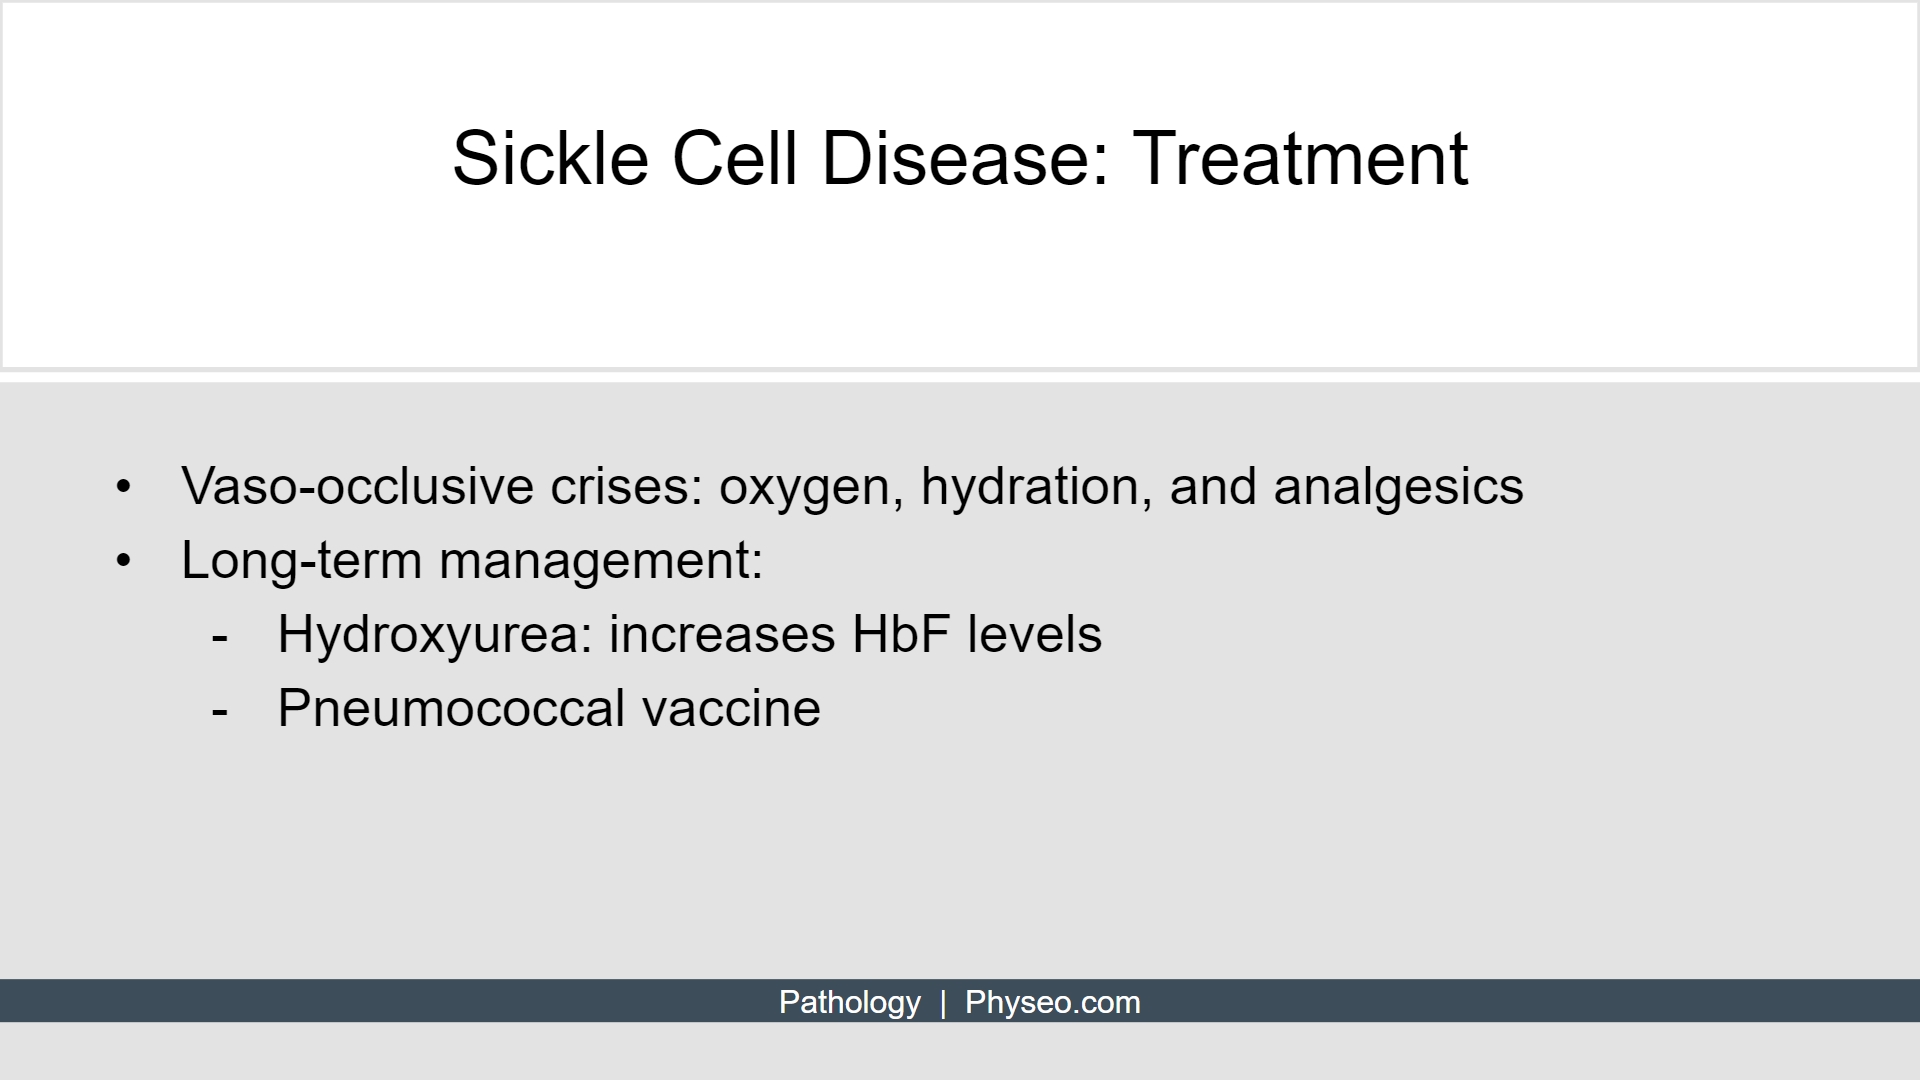 Sickle Cell Disease: Treatment
• Vaso-occlusive crises: oxygen, hydration, and analgesics
• Long-term management:
- Hydroxyurea: increases HbF levels
- Pneumococcal vaccine
Pathology | Physeo.com